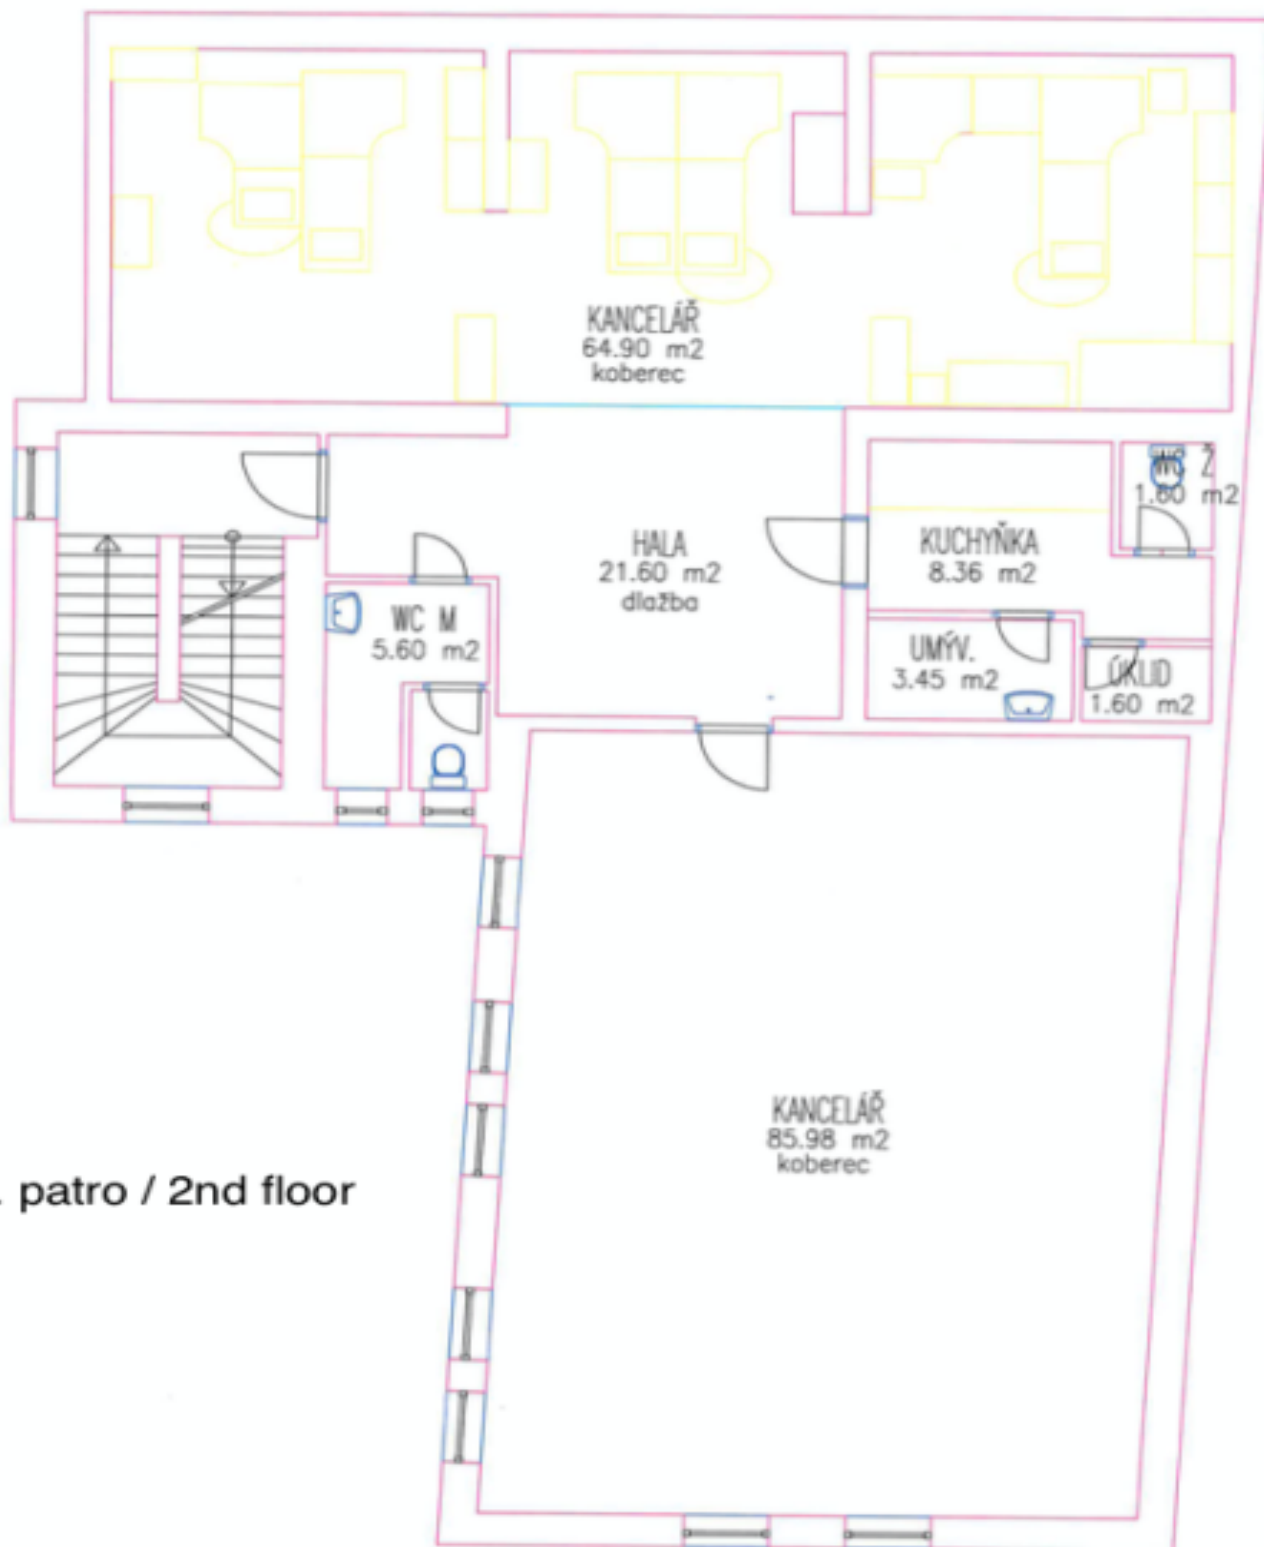 KANCELÁŘ
64.90 m2
koberec
WC Ž
1.60 m2
HALA
21.60 m2
dlažba
KUCHYŇKA
8.36 m2
WC M
5.60 m2
UMÝV.
3.45 m2
ÚKLID
1.60 m2
KANCELÁŘ
85.98 m2
koberec
. patro / 2nd floor